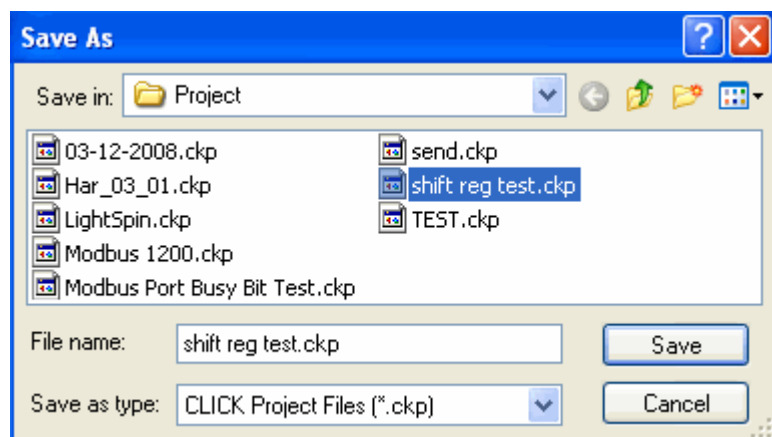 Save As
Save in: Project
03-12-2008.ckp
Har_03_01.ckp
LightSpin.ckp
Modbus 1200.ckp
Modbus Port Busy Bit Test.ckp
send.ckp
shift reg test.ckp
TEST.ckp
File name: shift reg test.ckp
Save
Save as type: CLICK Project Files (*.ckp)
Cancel